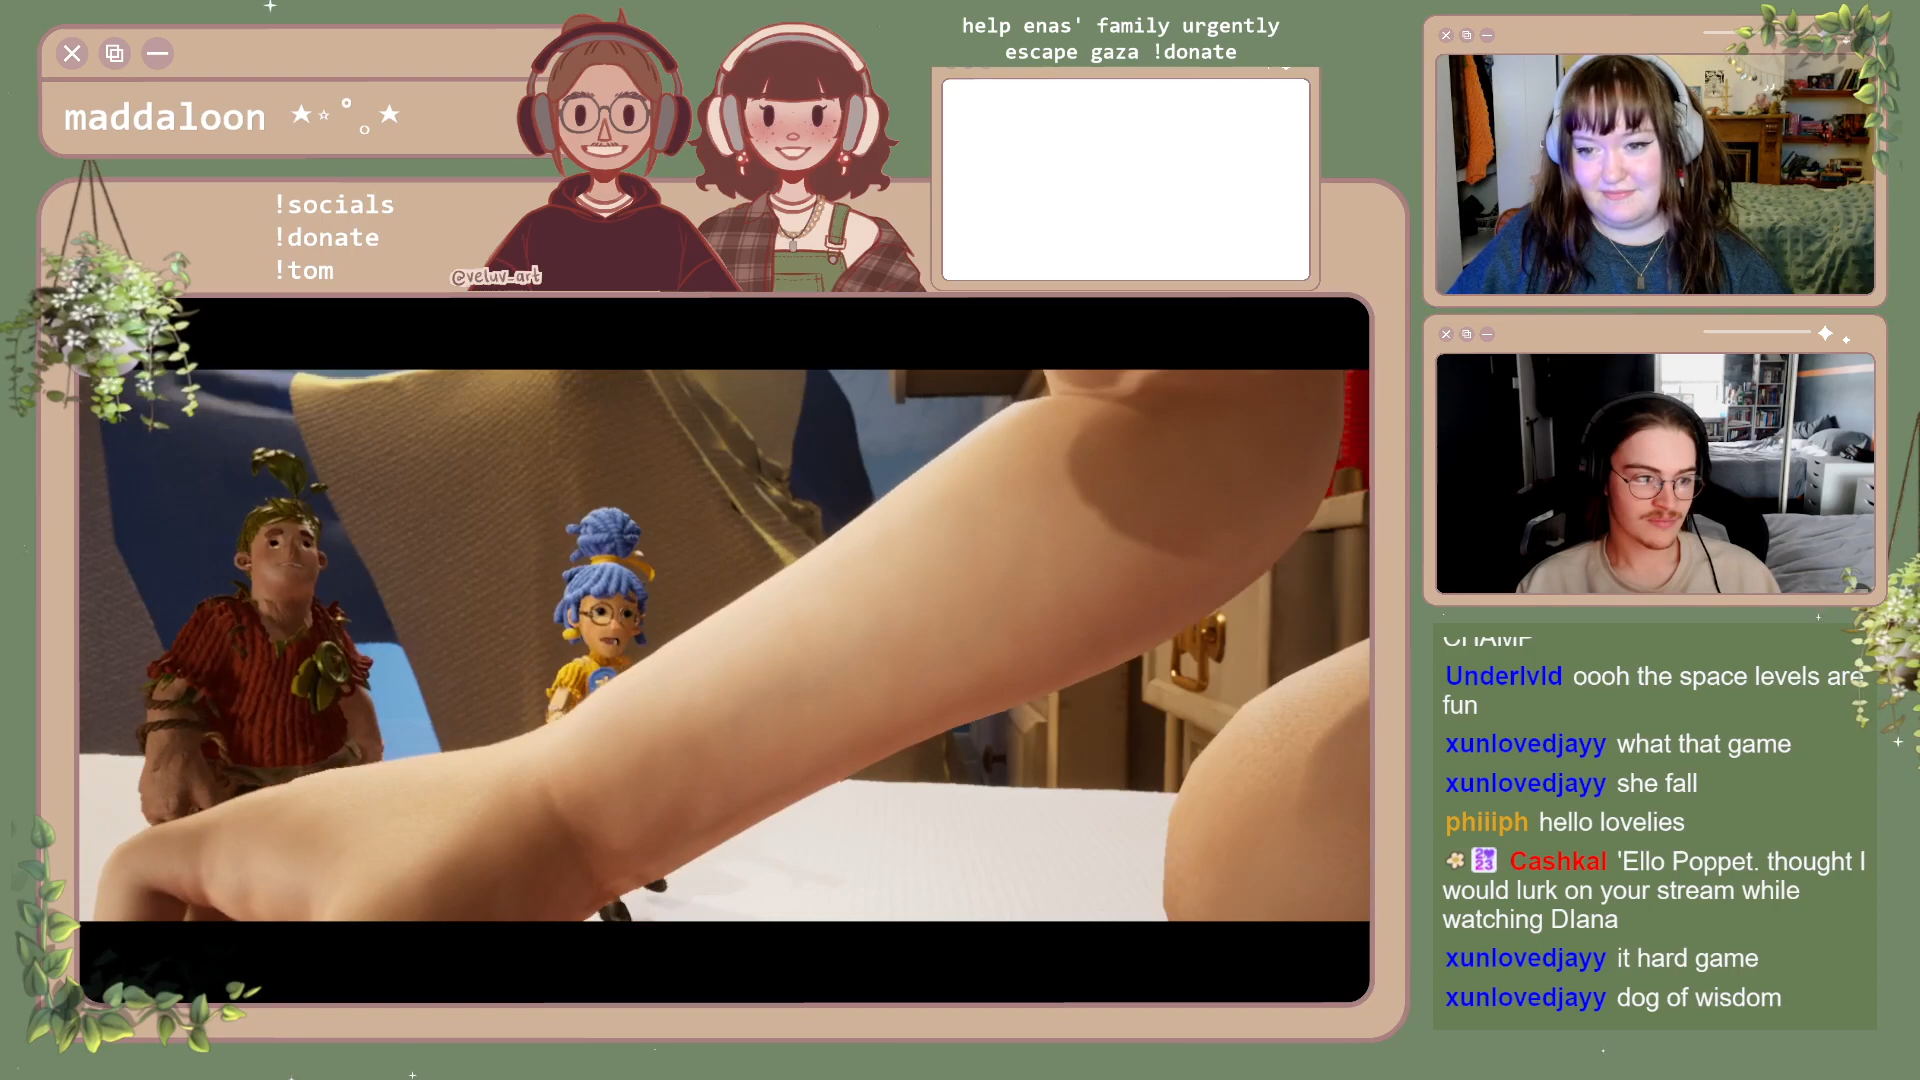 help enas' family urgently
escape gaza !donate
maddaloon
!socials
!donate
!tom
@veluv_art
CHAMP
Underlvld oooh the space levels are
fun
xunlovedjayy what that game
xunlovedjayy she fall
phiiiph hello lovelies
Cashkal 'Ello Poppet. thought I
would lurk on your stream while
watching DIana
xunlovedjayy it hard game
xunlovedjayy dog of wisdom